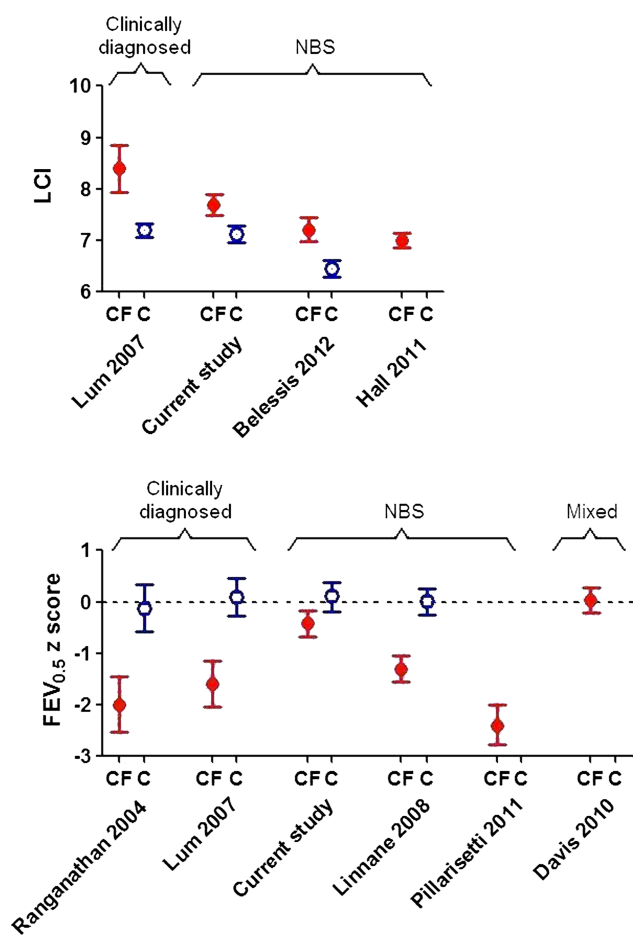 Clinically
diagnosed
NBS
10
9
8
7
6
LCI
CF C CF C CF C CF C
Lum 2007
Current study
Belessis 2012
Hall 2011
Clinically
diagnosed
NBS
Mixed
1
0
-1
-2
-3
FEV0.5 z score
CF C CF C CF C CF C CF C CF C
Ranganathan 2004
Lum 2007
Current study
Linnane 2008
Pillarisetti 2011
Davis 2010